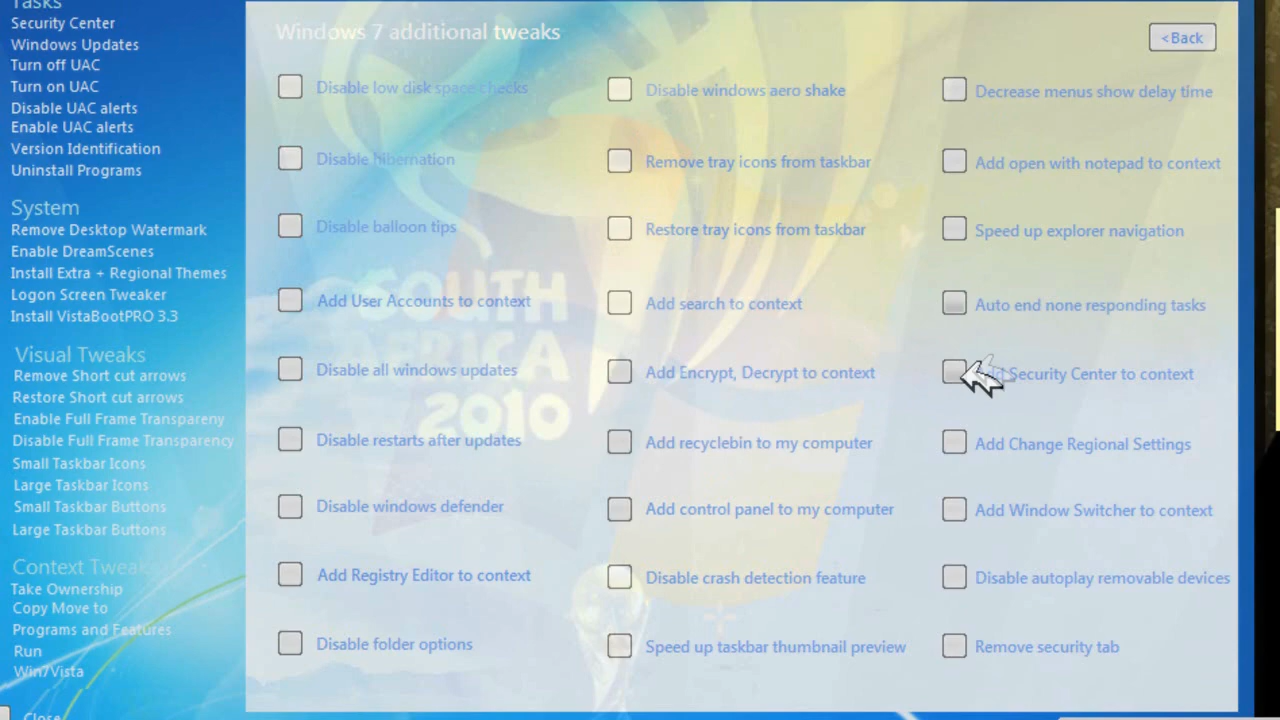 Tasks
Security Center
Windows Updates
Turn off UAC
Turn on UAC
Disable UAC alerts
Enable UAC alerts
Version Identification
Uninstall Programs
System
Remove Desktop Watermark
Enable DreamScenes
Install Extra + Regional Themes
Logon Screen Tweaker
Install VistaBootPRO 3.3
Visual Tweaks
Remove Short cut arrows
Restore Short cut arrows
Enable Full Frame Transpareny
Disable Full Frame Transparency
Small Taskbar Icons
Large Taskbar Icons
Small Taskbar Buttons
Large Taskbar Buttons
Context Tweaks
Take Ownership
Copy Move to
Programs and Features
Run
Win7/Vista
Close
Windows 7 additional tweaks
<Back
Disable low disk space checks
Disable hibernation
Disable balloon tips
Add User Accounts to context
Disable all windows updates
Disable restarts after updates
Disable windows defender
Add Registry Editor to context
Disable folder options
Disable windows aero shake
Remove tray icons from taskbar
Restore tray icons from taskbar
Add search to context
Add Encrypt, Decrypt to context
Add recyclebin to my computer
Add control panel to my computer
Disable crash detection feature
Speed up taskbar thumbnail preview
Decrease menus show delay time
Add open with notepad to context
Speed up explorer navigation
Auto end none responding tasks
Add Security Center to context
Add Change Regional Settings
Add Window Switcher to context
Disable autoplay removable devices
Remove security tab
SOUTH
AFRICA
2010